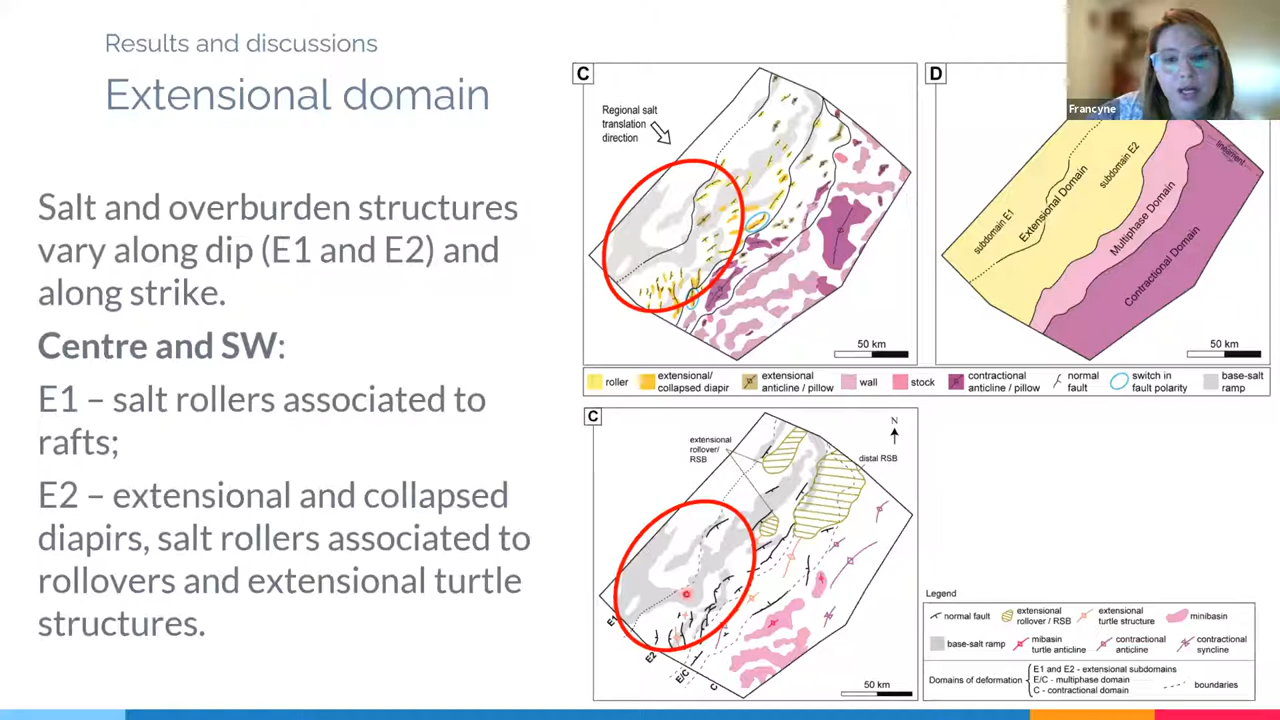 Results and discussions
Extensional domain
Salt and overburden structures
vary along dip (E1 and E2) and
along strike.
Centre and SW:
E1 – salt rollers associated to
rafts;
E2 – extensional and collapsed
diapirs, salt rollers associated to
rollovers and extensional turtle
structures.
C
Regional salt
translation
direction
50 km
D
Francyne
subdomain E1
Extensional Domain
subdomain E2
Multiphase Domain
Contractional Domain
lineament
50 km
roller
extensional/
collapsed diapir
extensional
anticline / pillow
wall
stock
contractional
anticline / pillow
normal
fault
switch in
fault polarity
base-salt
ramp
C
extensional
rollover/
RSB
distal RSB
N
E1
E2
E/C
C
50 km
Legend
normal fault
extensional
rollover / RSB
extensional
turtle structure
minibasin
base-salt ramp
mibasin
turtle anticline
contractional
anticline
contractional
syncline
Domains of deformation
E1 and E2 - extensional subdomains
E/C - multiphase domain
C - contractional domain
boundaries